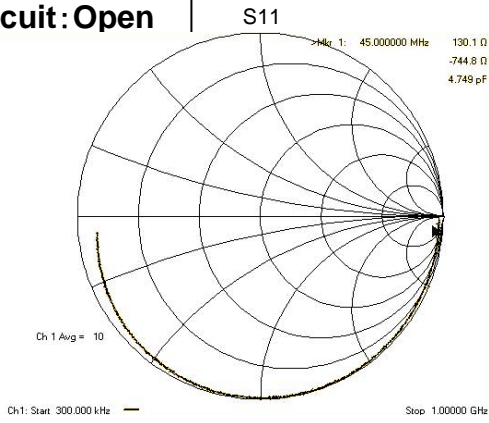 cuit:Open
S11
>Mkr 1: 45.000000 MHz 130.1 Ω
-744.8 Ω
4.749 pF
Ch 1 Avg = 10
Ch1: Start 300.000 kHz
Stop 1.00000 GHz